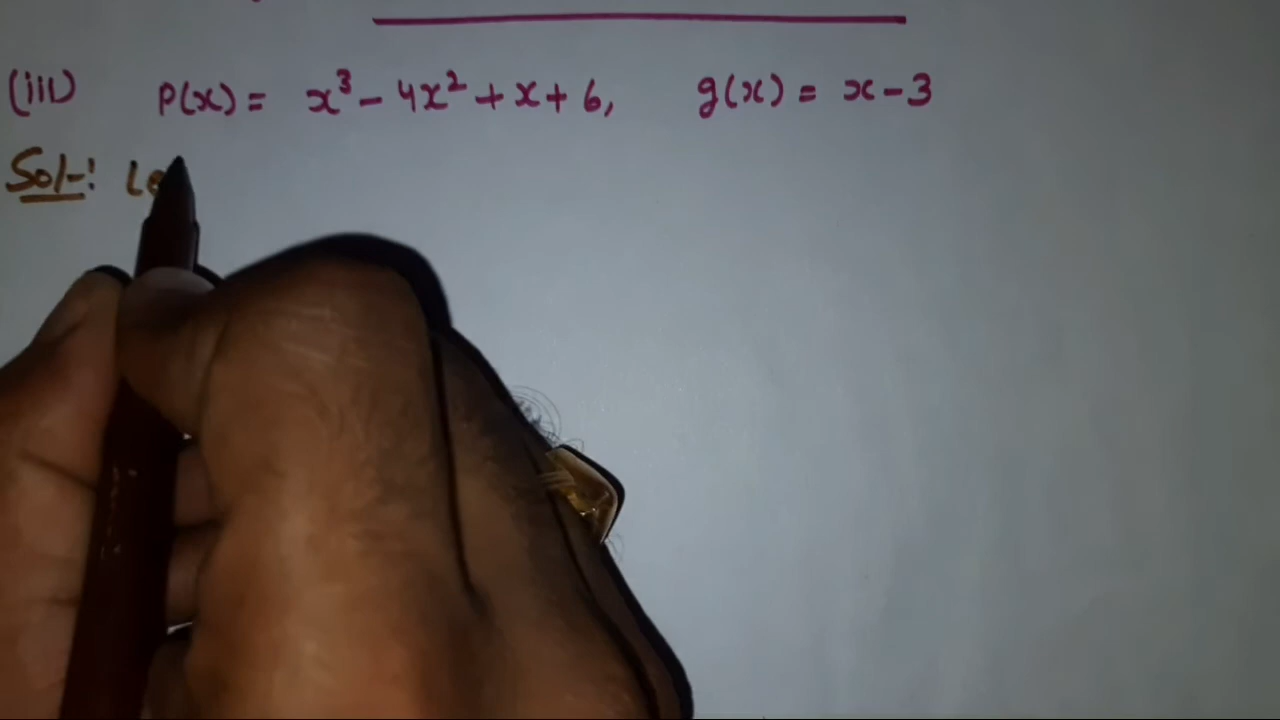 (iii) P(x) = x³ - 4x² + x + 6, g(x) = x - 3
Sol-: